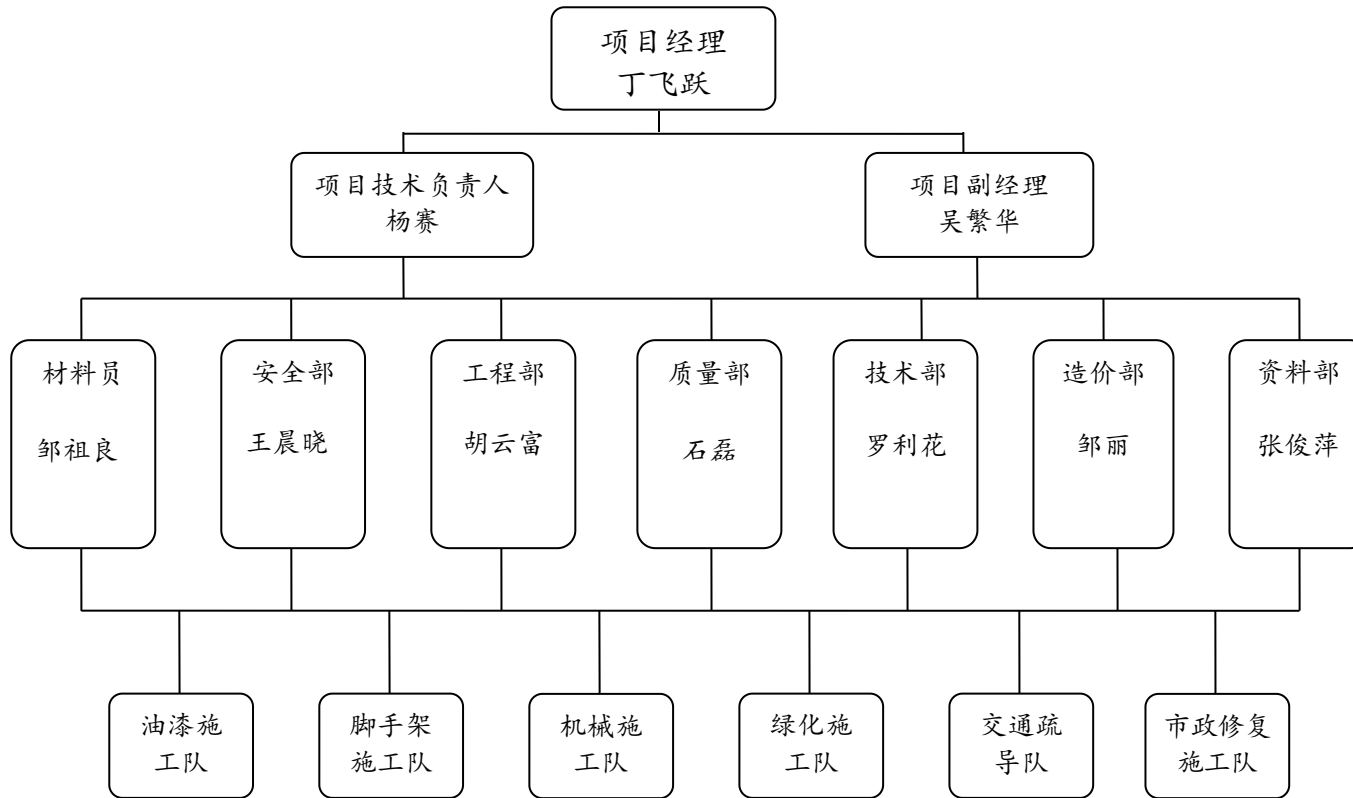 项目经理
丁飞跃
项目技术负责人
杨赛
项目副经理
吴繁华
材料员
邹祖良
安全部
王晨晓
工程部
胡云富
质量部
石磊
技术部
罗利花
造价部
邹丽
资料部
张俊萍
油漆施
工队
脚手架
施工队
机械施
工队
绿化施
工队
交通疏
导队
市政修复
施工队